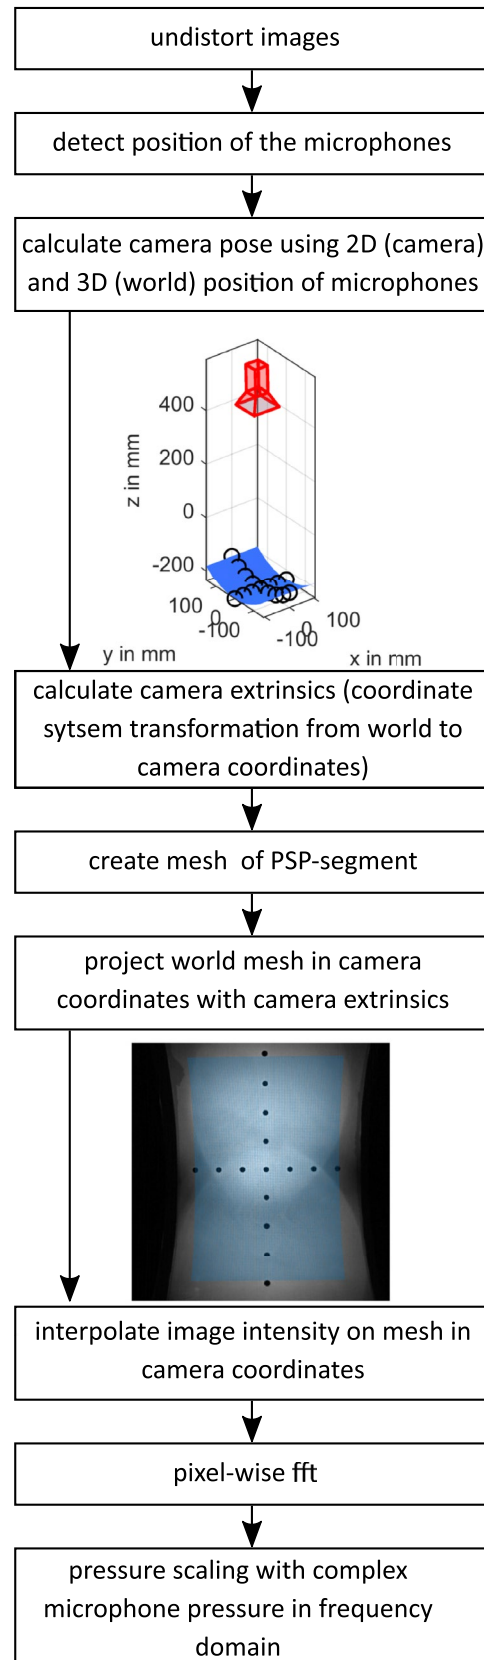 undistort images
detect position of the microphones
calculate camera pose using 2D (camera)
and 3D (world) position of microphones
400
200
0
-200
z in mm
100
0
-100
y in mm
-100
0
100
x in mm
calculate camera extrinsics (coordinate
sytsem transformation from world to
camera coordinates)
create mesh of PSP-segment
project world mesh in camera
coordinates with camera extrinsics
interpolate image intensity on mesh in
camera coordinates
pixel-wise fft
pressure scaling with complex
microphone pressure in frequency
domain